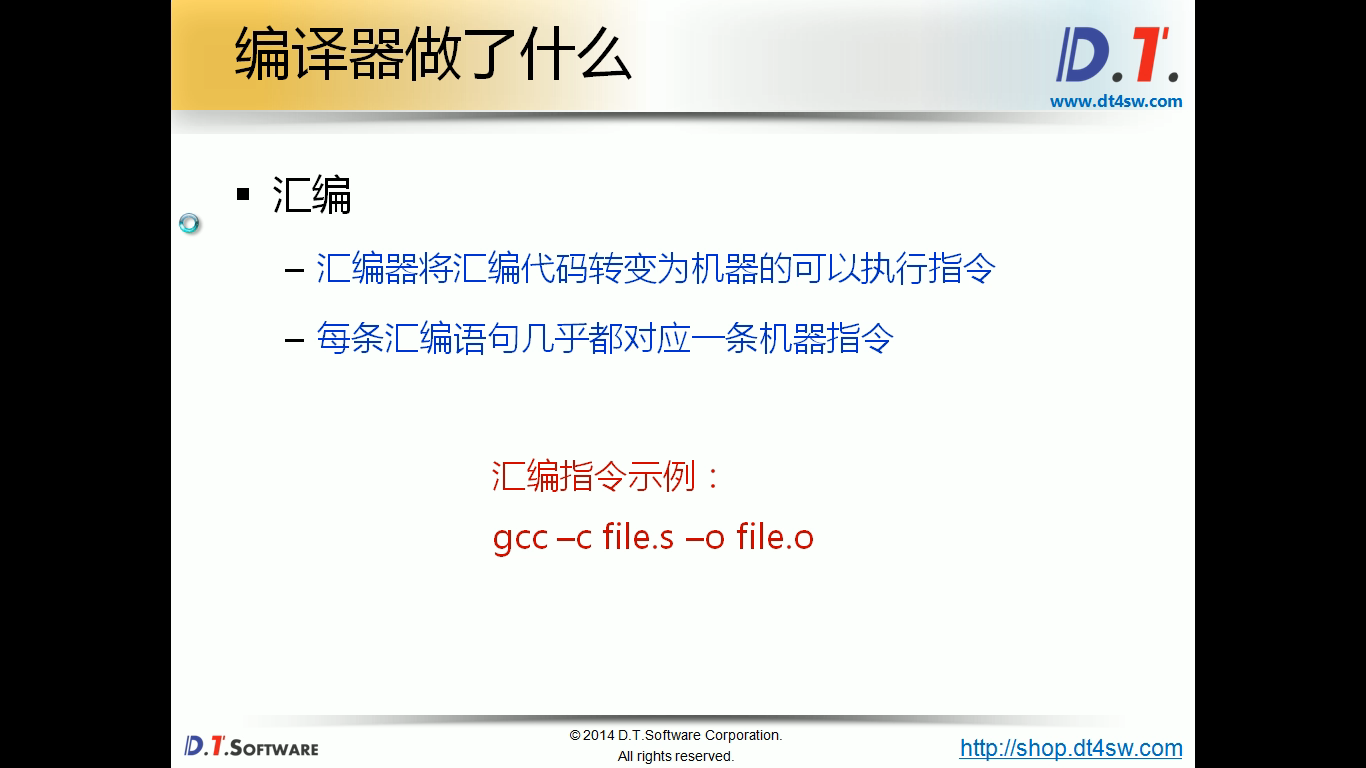 编译器做了什么
D.T.
www.dt4sw.com
▪ 汇编
– 汇编器将汇编代码转变为机器的可以执行指令
– 每条汇编语句几乎都对应一条机器指令
汇编指令示例：
gcc –c file.s –o file.o
D.T.SOFTWARE
© 2014 D.T.Software Corporation.
All rights reserved.
http://shop.dt4sw.com